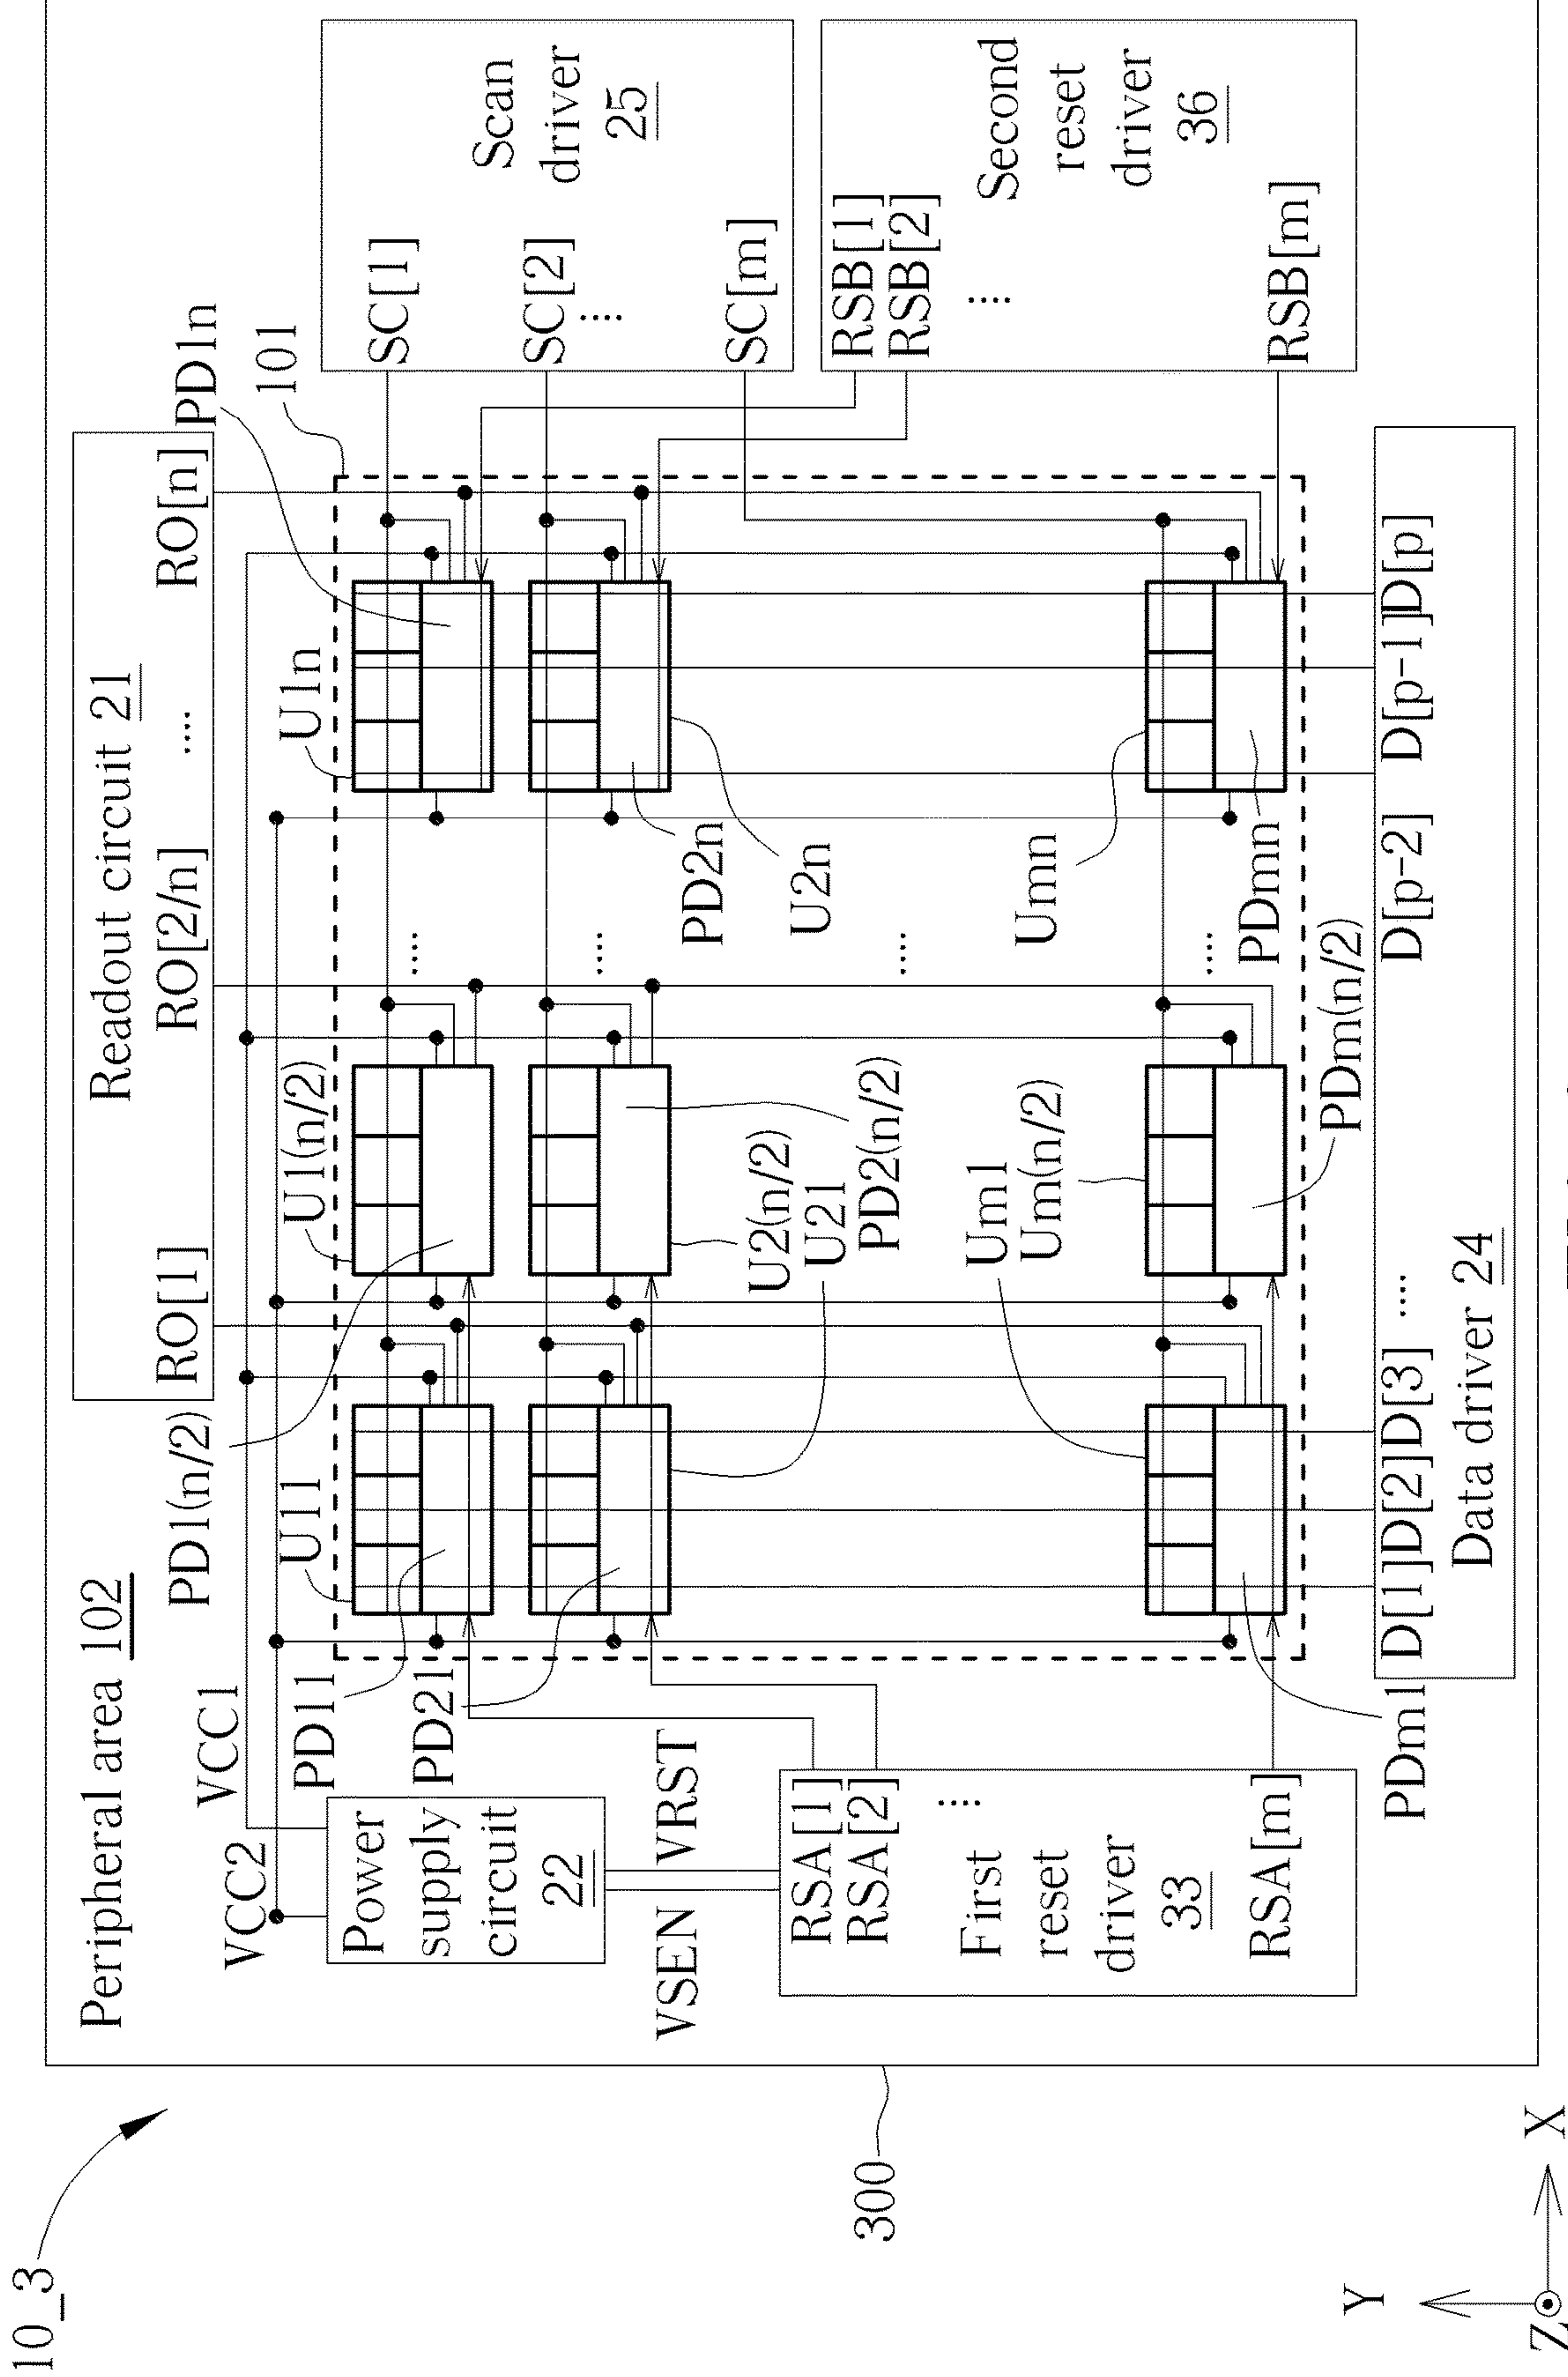 10_3
Peripheral area 102
300
Readout circuit 21
RO[1]
RO[2/n]
....
RO[n]
VCC2
VCC1
PD1(n/2)
PD1n
101
U11
U1(n/2)
U1n
PD11
PD21
Power
supply
circuit
22
VSEN
VRST
RSA[1]
RSA[2]
....
First
reset
driver
33
RSA[m]
Scan
driver
25
SC[1]
SC[2]
....
SC[m]
Second
reset
driver
36
RSB[1]
RSB[2]
....
RSB[m]
....
....
....
....
U2(n/2)
U21
PD2(n/2)
PD2n
U2n
Um1
Um(n/2)
Umn
PDmn
PDm(n/2)
PDm1
D[1]
D[2]
D[3]
....
D[p-2]
D[p-1]
D[p]
Data driver 24
Y
X
Z